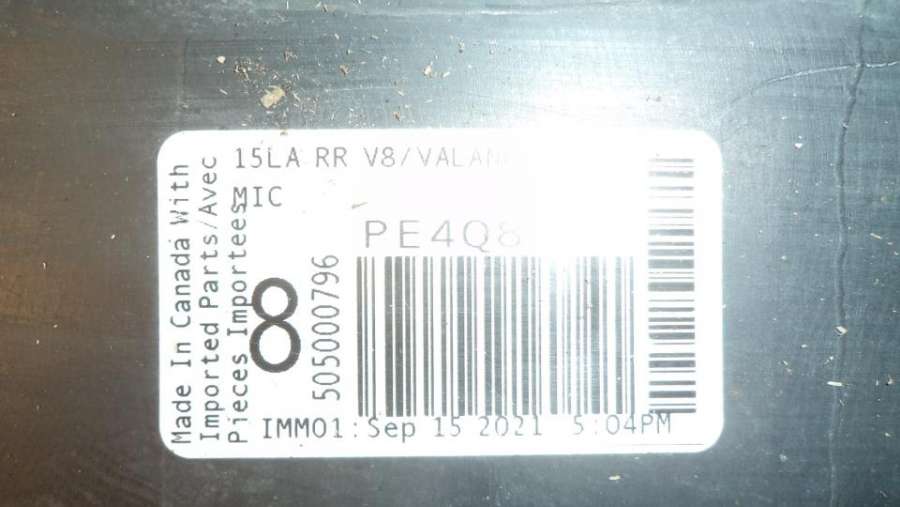 15LA RR V8/VALAN
MIC
PE4Q8
Made In Canada With
Imported Parts/Avec
Pieces Importees
8
505000796
IMM01:Sep 15 2021 5:04PM